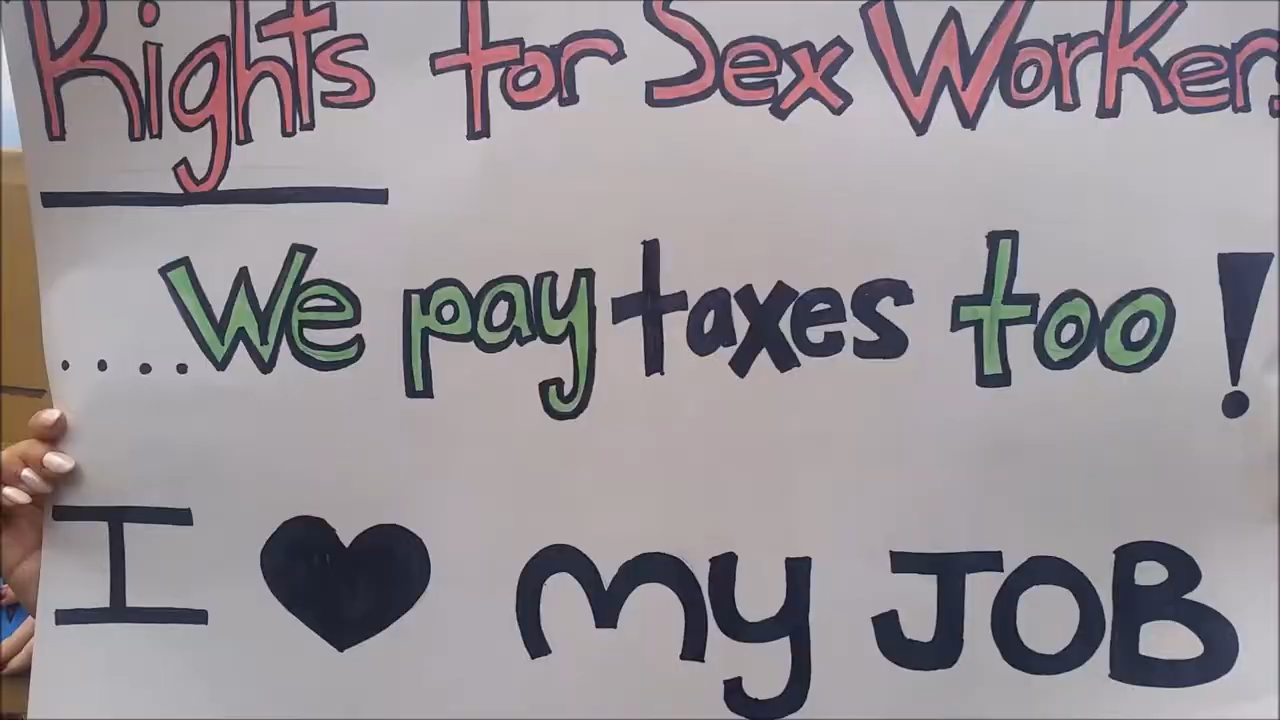 Rights for Sex Workers
.....We pay taxes too!
I ♥ my JOB